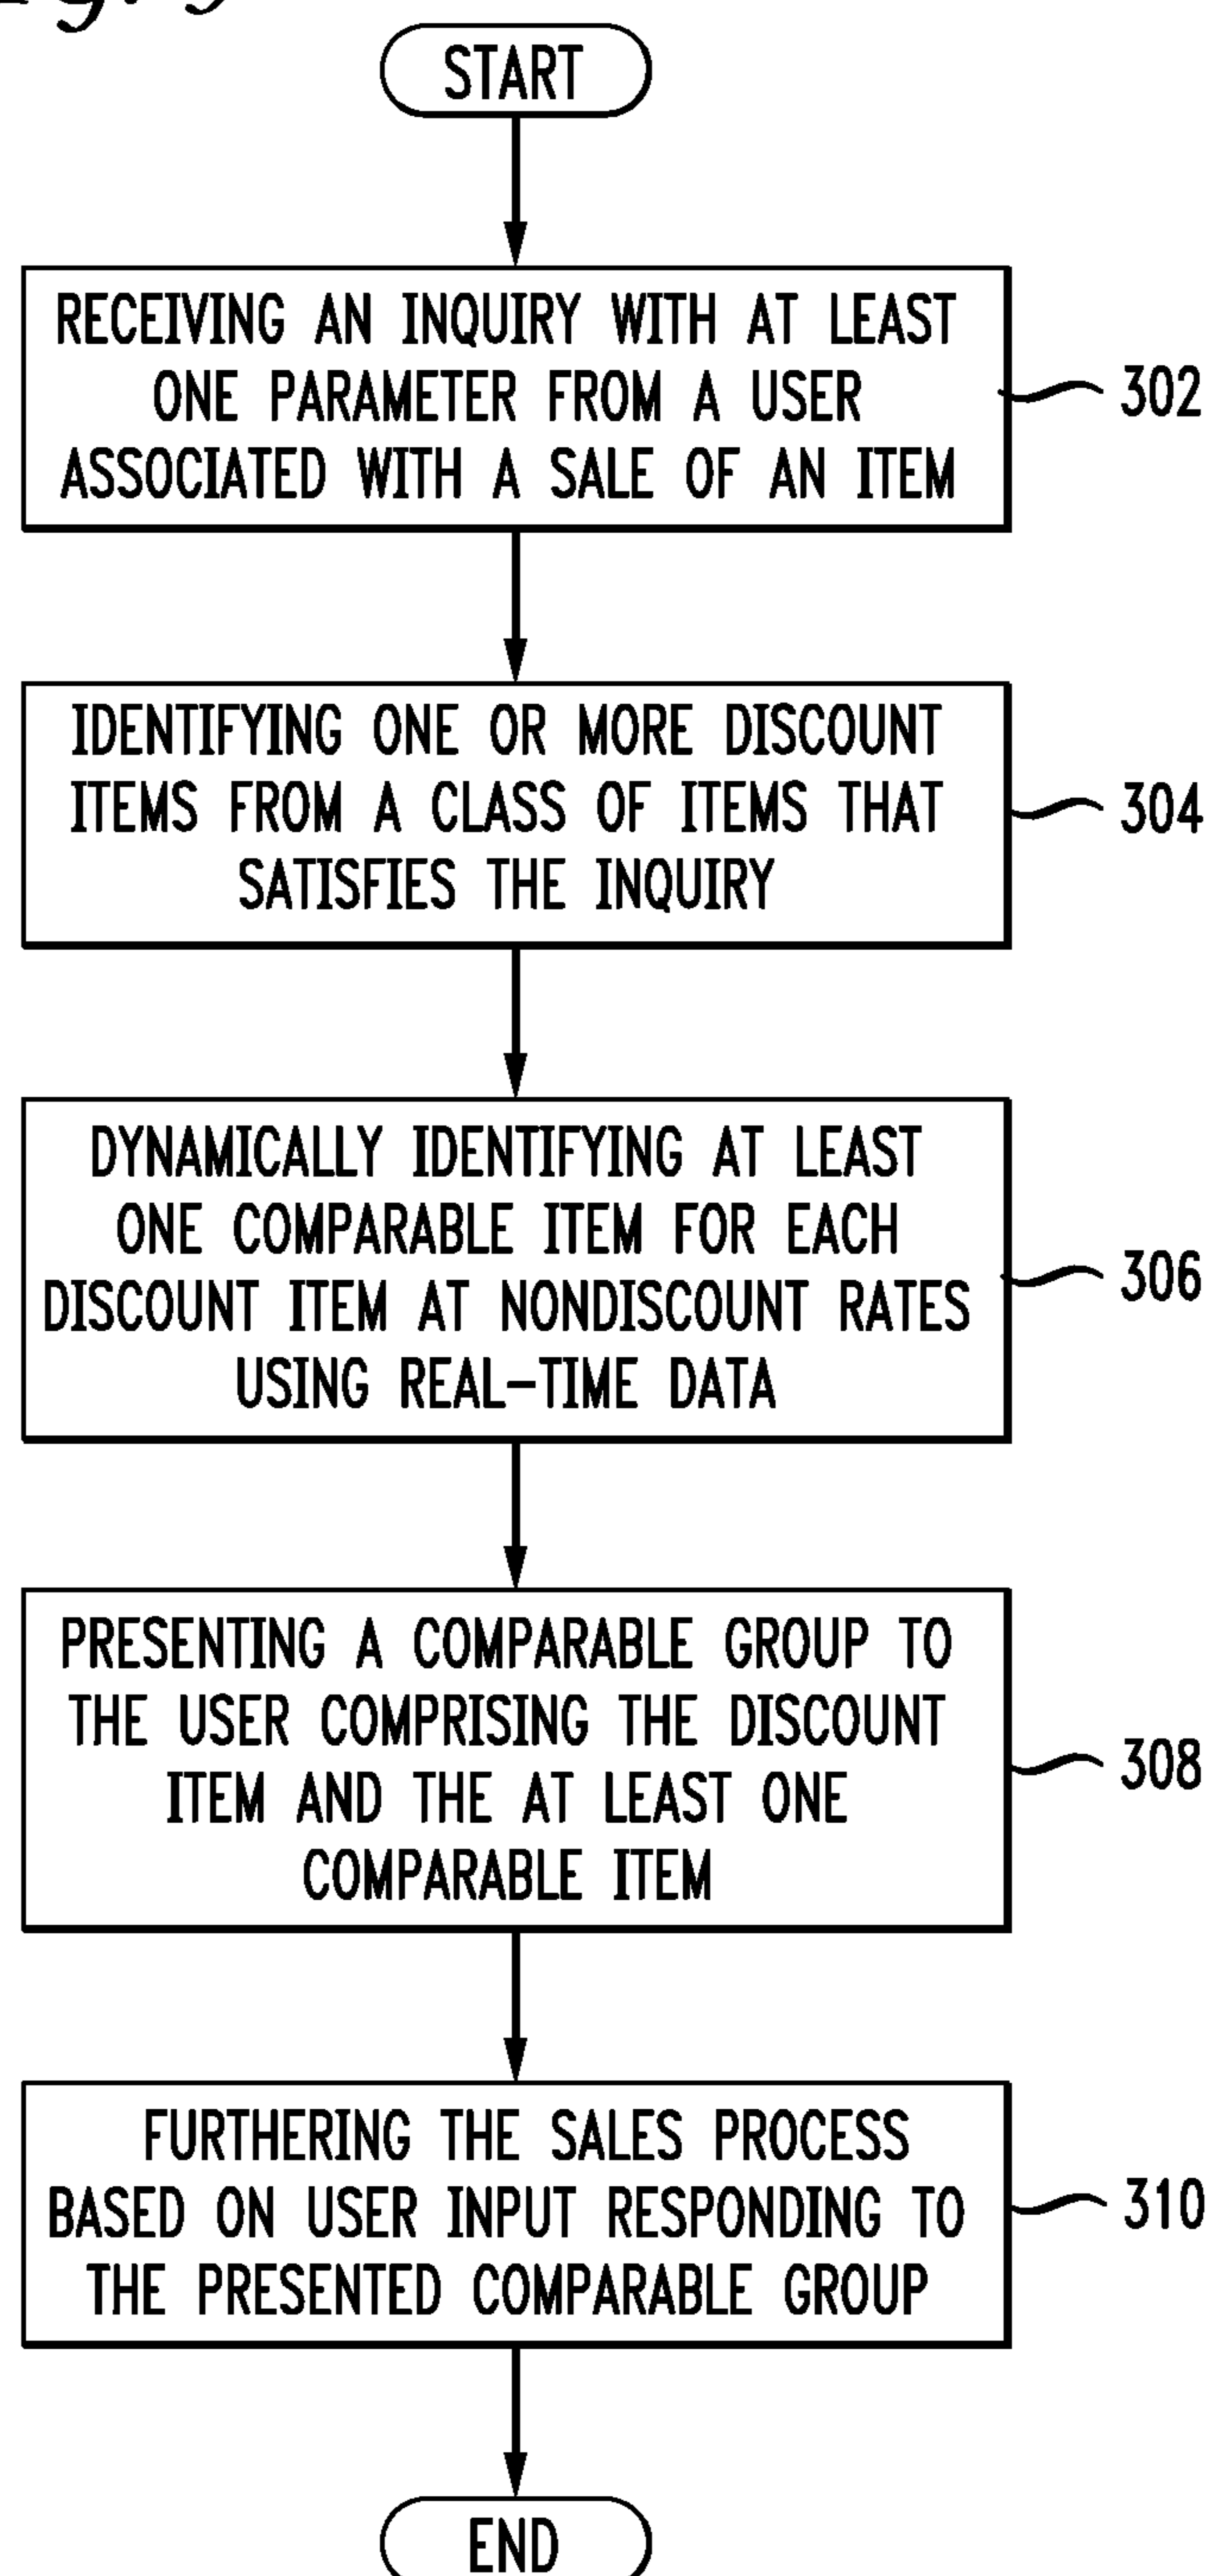 START
RECEIVING AN INQUIRY WITH AT LEAST
ONE PARAMETER FROM A USER
ASSOCIATED WITH A SALE OF AN ITEM
302
IDENTIFYING ONE OR MORE DISCOUNT
ITEMS FROM A CLASS OF ITEMS THAT
SATISFIES THE INQUIRY
304
DYNAMICALLY IDENTIFYING AT LEAST
ONE COMPARABLE ITEM FOR EACH
DISCOUNT ITEM AT NONDISCOUNT RATES
USING REAL-TIME DATA
306
PRESENTING A COMPARABLE GROUP TO
THE USER COMPRISING THE DISCOUNT
ITEM AND THE AT LEAST ONE
COMPARABLE ITEM
308
FURTHERING THE SALES PROCESS
BASED ON USER INPUT RESPONDING TO
THE PRESENTED COMPARABLE GROUP
310
END